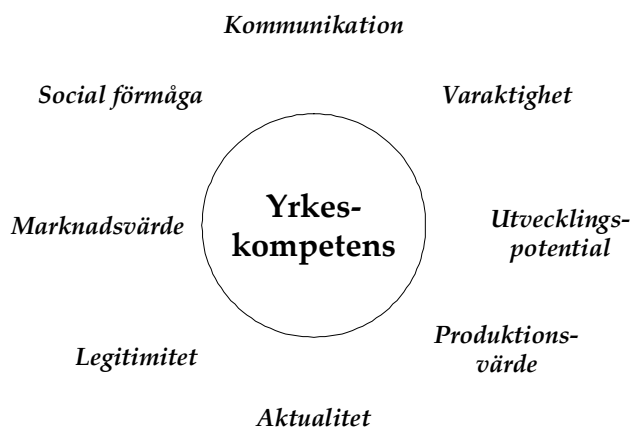 Kommunikation
Social förmåga
Varaktighet
Yrkes-
kompetens
Marknadsvärde
Utvecklings-
potential
Legitimitet
Produktions-
värde
Aktualitet